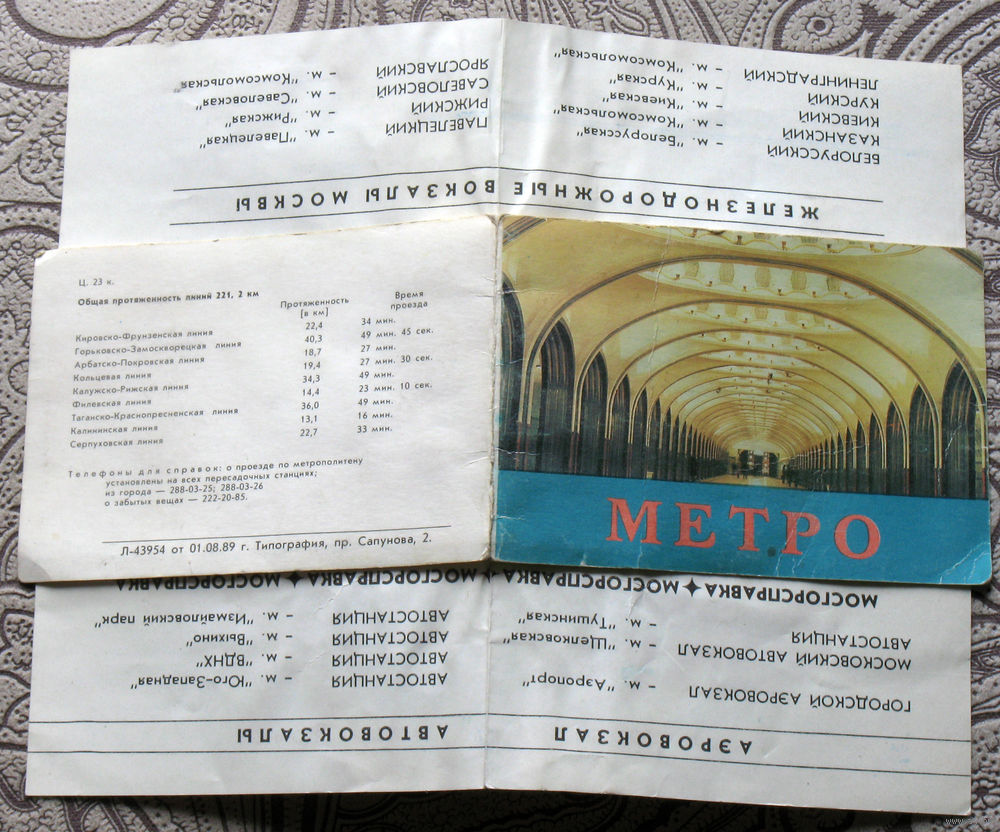 ЖЕЛЕЗНОДОРОЖНЫЕ ВОКЗАЛЫ МОСКВЫ
БЕЛОРУССКИЙ – м. "Белорусская"
КАЗАНСКИЙ – м. "Комсомольская"
КИЕВСКИЙ – м. "Киевская"
КУРСКИЙ – м. "Курская"
ЛЕНИНГРАДСКИЙ – м. "Комсомольская"
ПАВЕЛЕЦКИЙ – м. "Павелецкая"
РИЖСКИЙ – м. "Рижская"
САВЕЛОВСКИЙ – м. "Савеловская"
ЯРОСЛАВСКИЙ – м. "Комсомольская"
Ц. 23 к.
Общая протяженность линий 221, 2 км
Протяженность [в км] Время проезда
Кировско-Фрунзенская линия 22,4 34 мин.
Горьковско-Замоскворецкая линия 40,3 49 мин. 45 сек.
Арбатско-Покровская линия 18,7 27 мин.
Кольцевая линия 19,4 27 мин. 30 сек.
Калужско-Рижская линия 34,3 49 мин.
Филевская линия 14,4 23 мин. 10 сек.
Таганско-Краснопресненская линия 36,0 49 мин.
Калининская линия 13,1 16 мин.
Серпуховская линия 22,7 33 мин.
Телефоны для справок: о проезде по метрополитену
установлены на всех пересадочных станциях;
из города — 288-03-25; 288-03-26
о забытых вещах — 222-20-85.
Л-43954 от 01.08.89 г. Типография, пр. Сапунова, 2.
МЕТРО
АЭРОВОКЗАЛ АВТОВОКЗАЛЫ
ГОРОДСКОЙ АЭРОВОКЗАЛ – м. "Аэропорт"
МОСКОВСКИЙ АВТОВОКЗАЛ – м. "Щелковская"
АВТОСТАНЦИЯ – м. "Тушинская"
АВТОСТАНЦИЯ – м. "Юго-Западная"
АВТОСТАНЦИЯ – м. "ВДНХ"
АВТОСТАНЦИЯ – м. "Выхино"
АВТОСТАНЦИЯ – м. "Измайловский парк"
МОСГОРСПРАВКА✦МОСГОРСПРАВКА✦МОСГОРСПРАВКА✦МОСГОРСПРАВКА